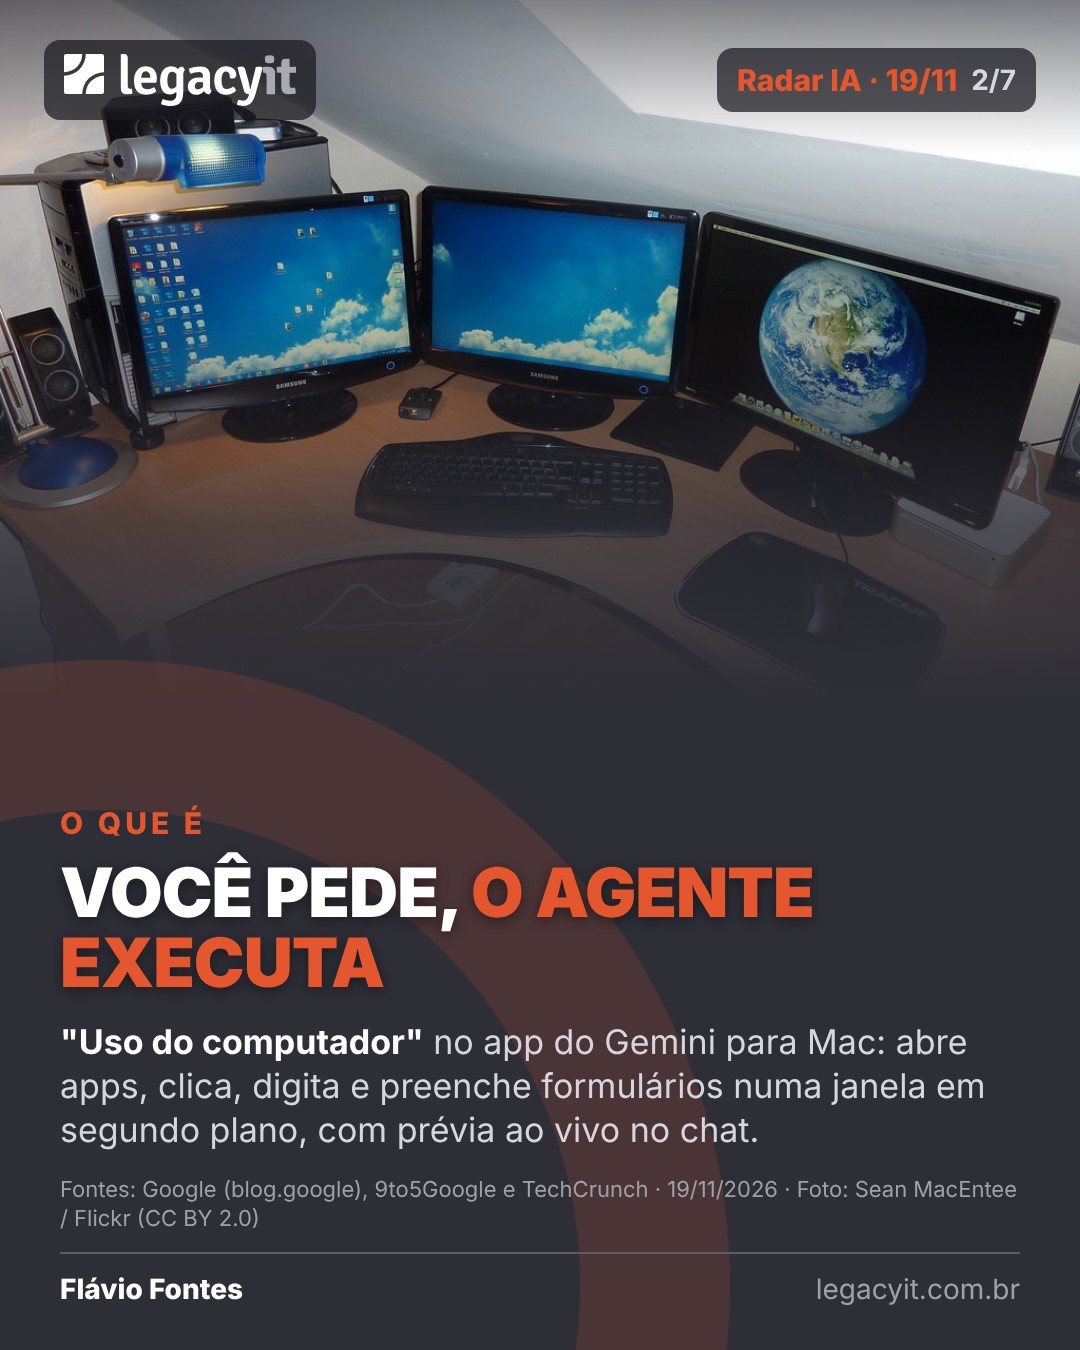 legacyit
Radar IA · 19/11 2/7
SAMSUNG
SAMSUNG
TRACER
O QUE É
VOCÊ PEDE, O AGENTE
EXECUTA
"Uso do computador" no app do Gemini para Mac: abre
apps, clica, digita e preenche formulários numa janela em
segundo plano, com prévia ao vivo no chat.
Fontes: Google (blog.google), 9to5Google e TechCrunch · 19/11/2026 · Foto: Sean MacEntee
/ Flickr (CC BY 2.0)
Flávio Fontes
legacyit.com.br